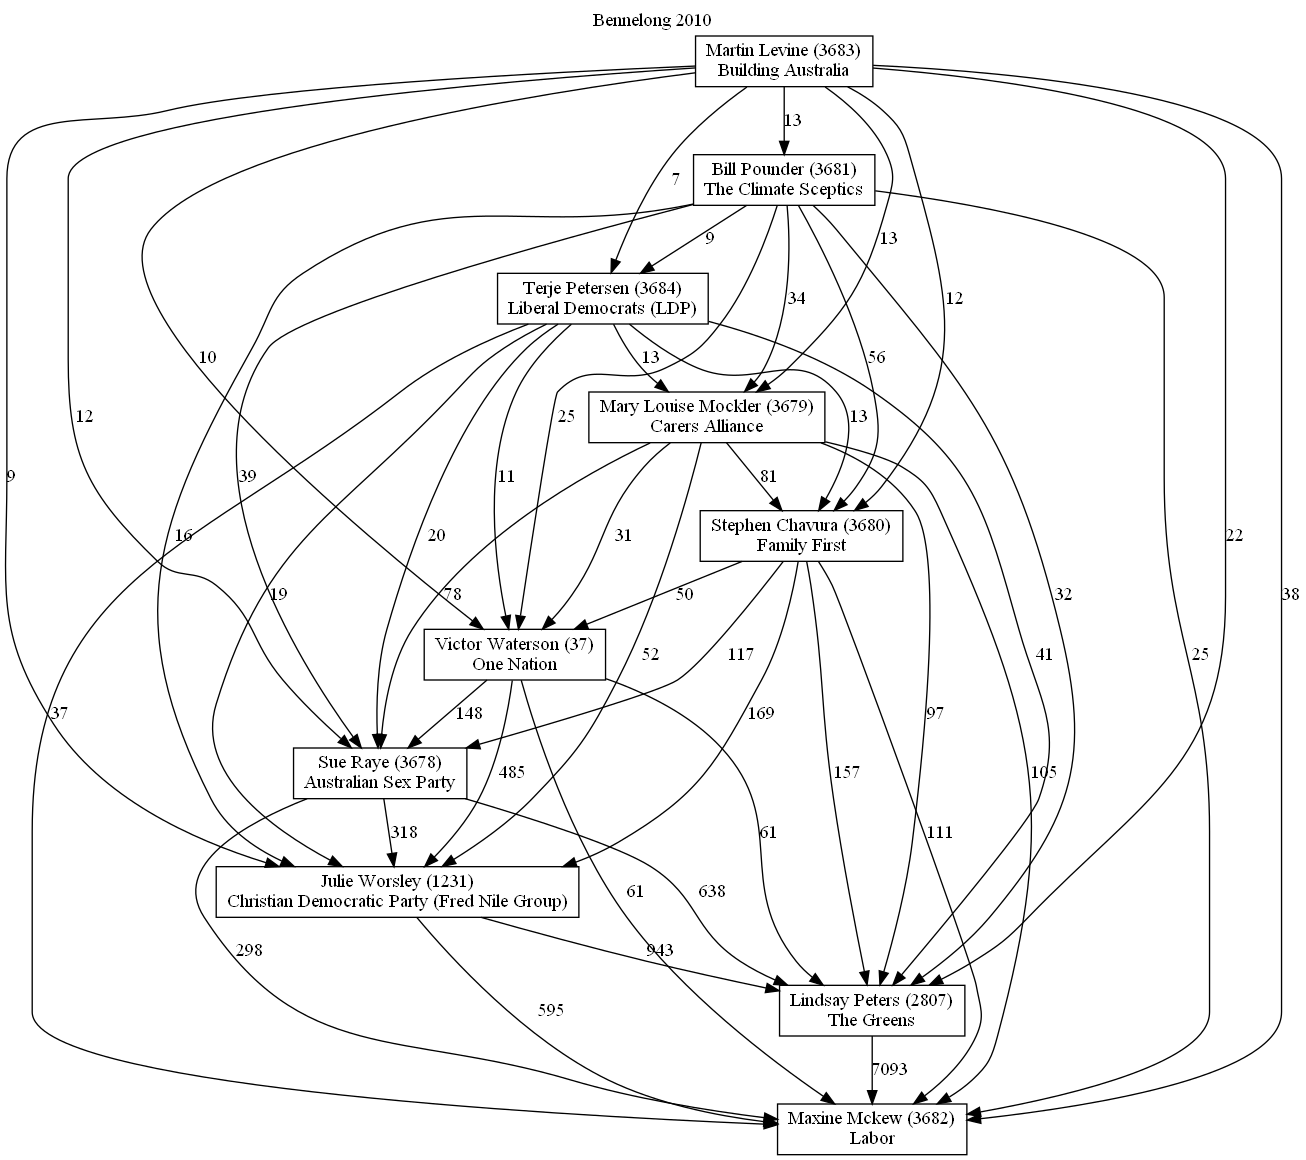 Bennelong 2010
Martin Levine (3683)
Building Australia
13
Bill Pounder (3681)
The Climate Sceptics
7
9
13
Terje Petersen (3684)
Liberal Democrats (LDP)
34
12
10
13
56
Mary Louise Mockler (3679)
Carers Alliance
12
25
13
9
39
11
31
81
Stephen Chavura (3680)
Family First
16
20
22
19
78
50
32
38
Victor Waterson (37)
One Nation
52
117
41
25
37
148
169
97
Sue Raye (3678)
Australian Sex Party
485
157
105
318
61
111
Julie Worsley (1231)
Christian Democratic Party (Fred Nile Group)
61
638
298
943
Lindsay Peters (2807)
The Greens
595
7093
Maxine Mckew (3682)
Labor